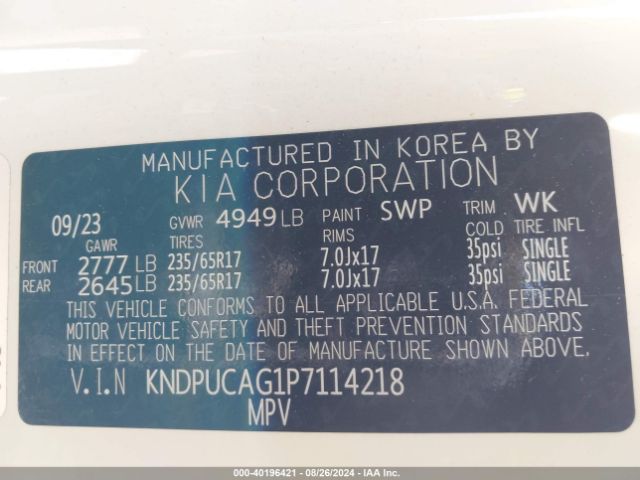 MANUFACTURED IN KOREA BY
KIA CORPORATION
09/23 GVWR 4949 LB PAINT SWP TRIM WK
GAWR TIRES RIMS COLD TIRE INFL
FRONT 2777 LB 235/65R17 7.0Jx17 35psi SINGLE
REAR 2645 LB 235/65R17 7.0Jx17 35psi SINGLE
THIS VEHICLE CONFORMS TO ALL APPLICABLE U.S.A. FEDERAL
MOTOR VEHICLE SAFETY AND THEFT PREVENTION STANDARDS
IN EFFECT ON THE DATE OF MANUFACTURE SHOWN ABOVE.
V.I.N KNDPUCAG1P7114218
MPV
000-40196421 - 08/26/2024 - IAA Inc.